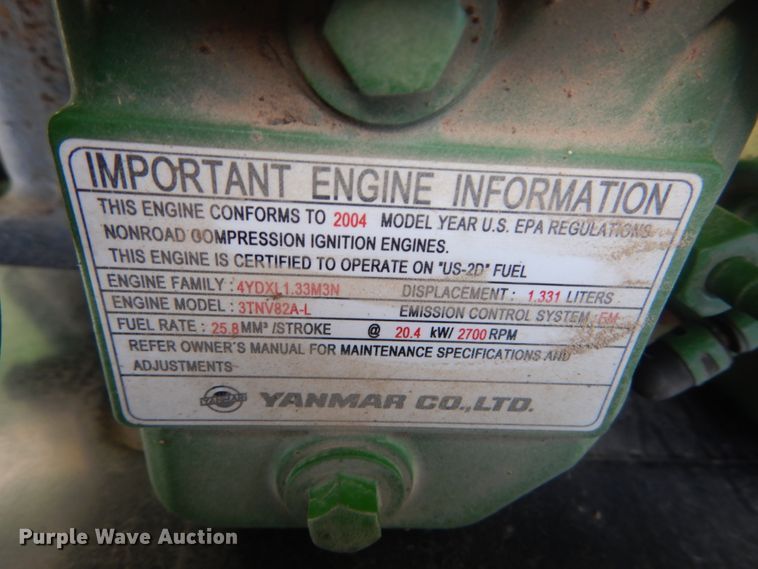 IMPORTANT ENGINE INFORMATION
THIS ENGINE CONFORMS TO 2004 MODEL YEAR U.S. EPA REGULATIONS
NONROAD COMPRESSION IGNITION ENGINES.
THIS ENGINE IS CERTIFIED TO OPERATE ON "US-2D" FUEL
ENGINE FAMILY : 4YDXL1.33M3N DISPLACEMENT : 1.331 LITERS
ENGINE MODEL : 3TNV82A-L EMISSION CONTROL SYSTEM : EM
FUEL RATE : 25.8 MM³ /STROKE @ 20.4 kW/ 2700 RPM
REFER OWNER'S MANUAL FOR MAINTENANCE SPECIFICATIONS AND
ADJUSTMENTS
YANMAR YANMAR CO.,LTD.
Purple Wave Auction